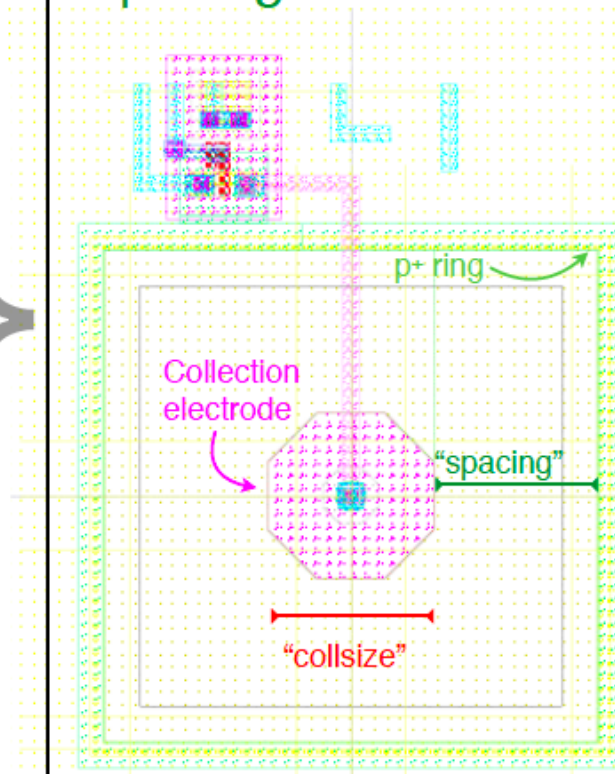 p+ ring
Collection
electrode
“spacing”
“collsize”